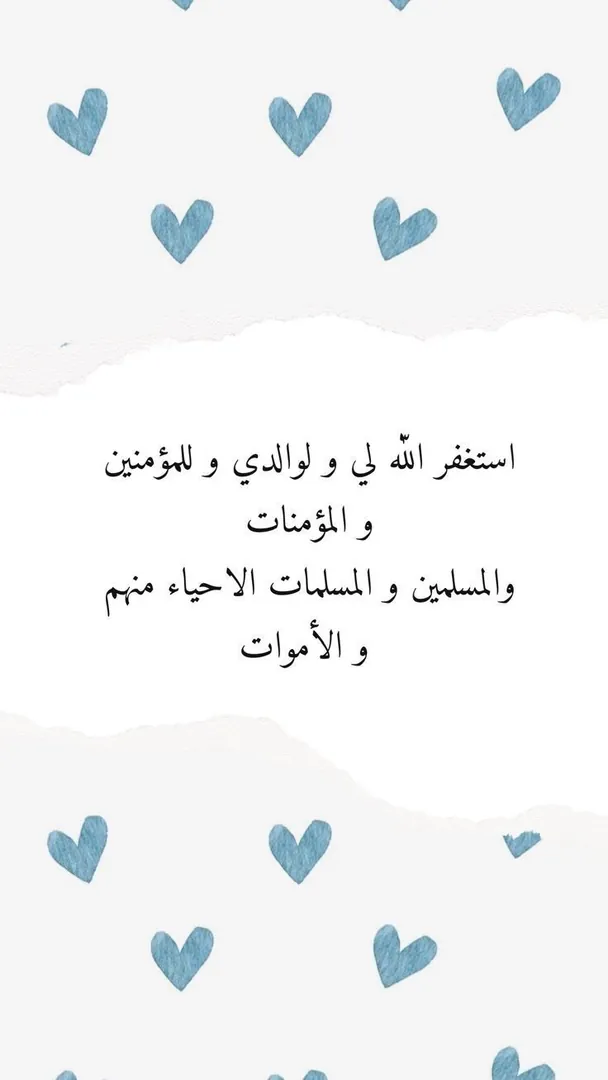 استغفر الله لي و لوالدي و للمؤمنين
و المؤمنات
والمسلمين و المسلمات الاحياء منهم
و الأموات